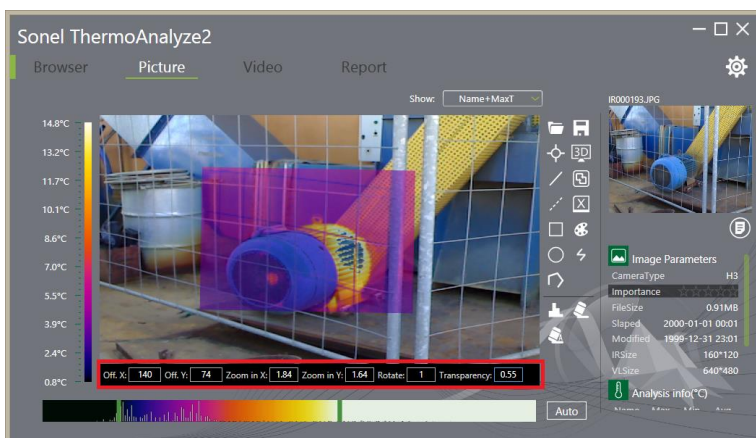 Sonel ThermoAnalyze2
Browser Picture Video Report
Show: Name+MaxT
IR000193.JPG
14.8°C
13.2°C
11.7°C
10.1°C
8.6°C
7.0°C
5.5°C
3.9°C
2.4°C
0.8°C
3D
X
Off. X: 140 Off. Y: 74 Zoom in X: 1.84 Zoom in Y: 1.64 Rotate: 1 Transparency: 0.55
Auto
Image Parameters
CameraType H3
Importance
FileSize 0.91MB
Slaped 2000-01-01 00:01
Modified 1999-12-31 23:01
IRSize 160*120
VLSize 640*480
Analysis info(°C)
Name Max Min Avg